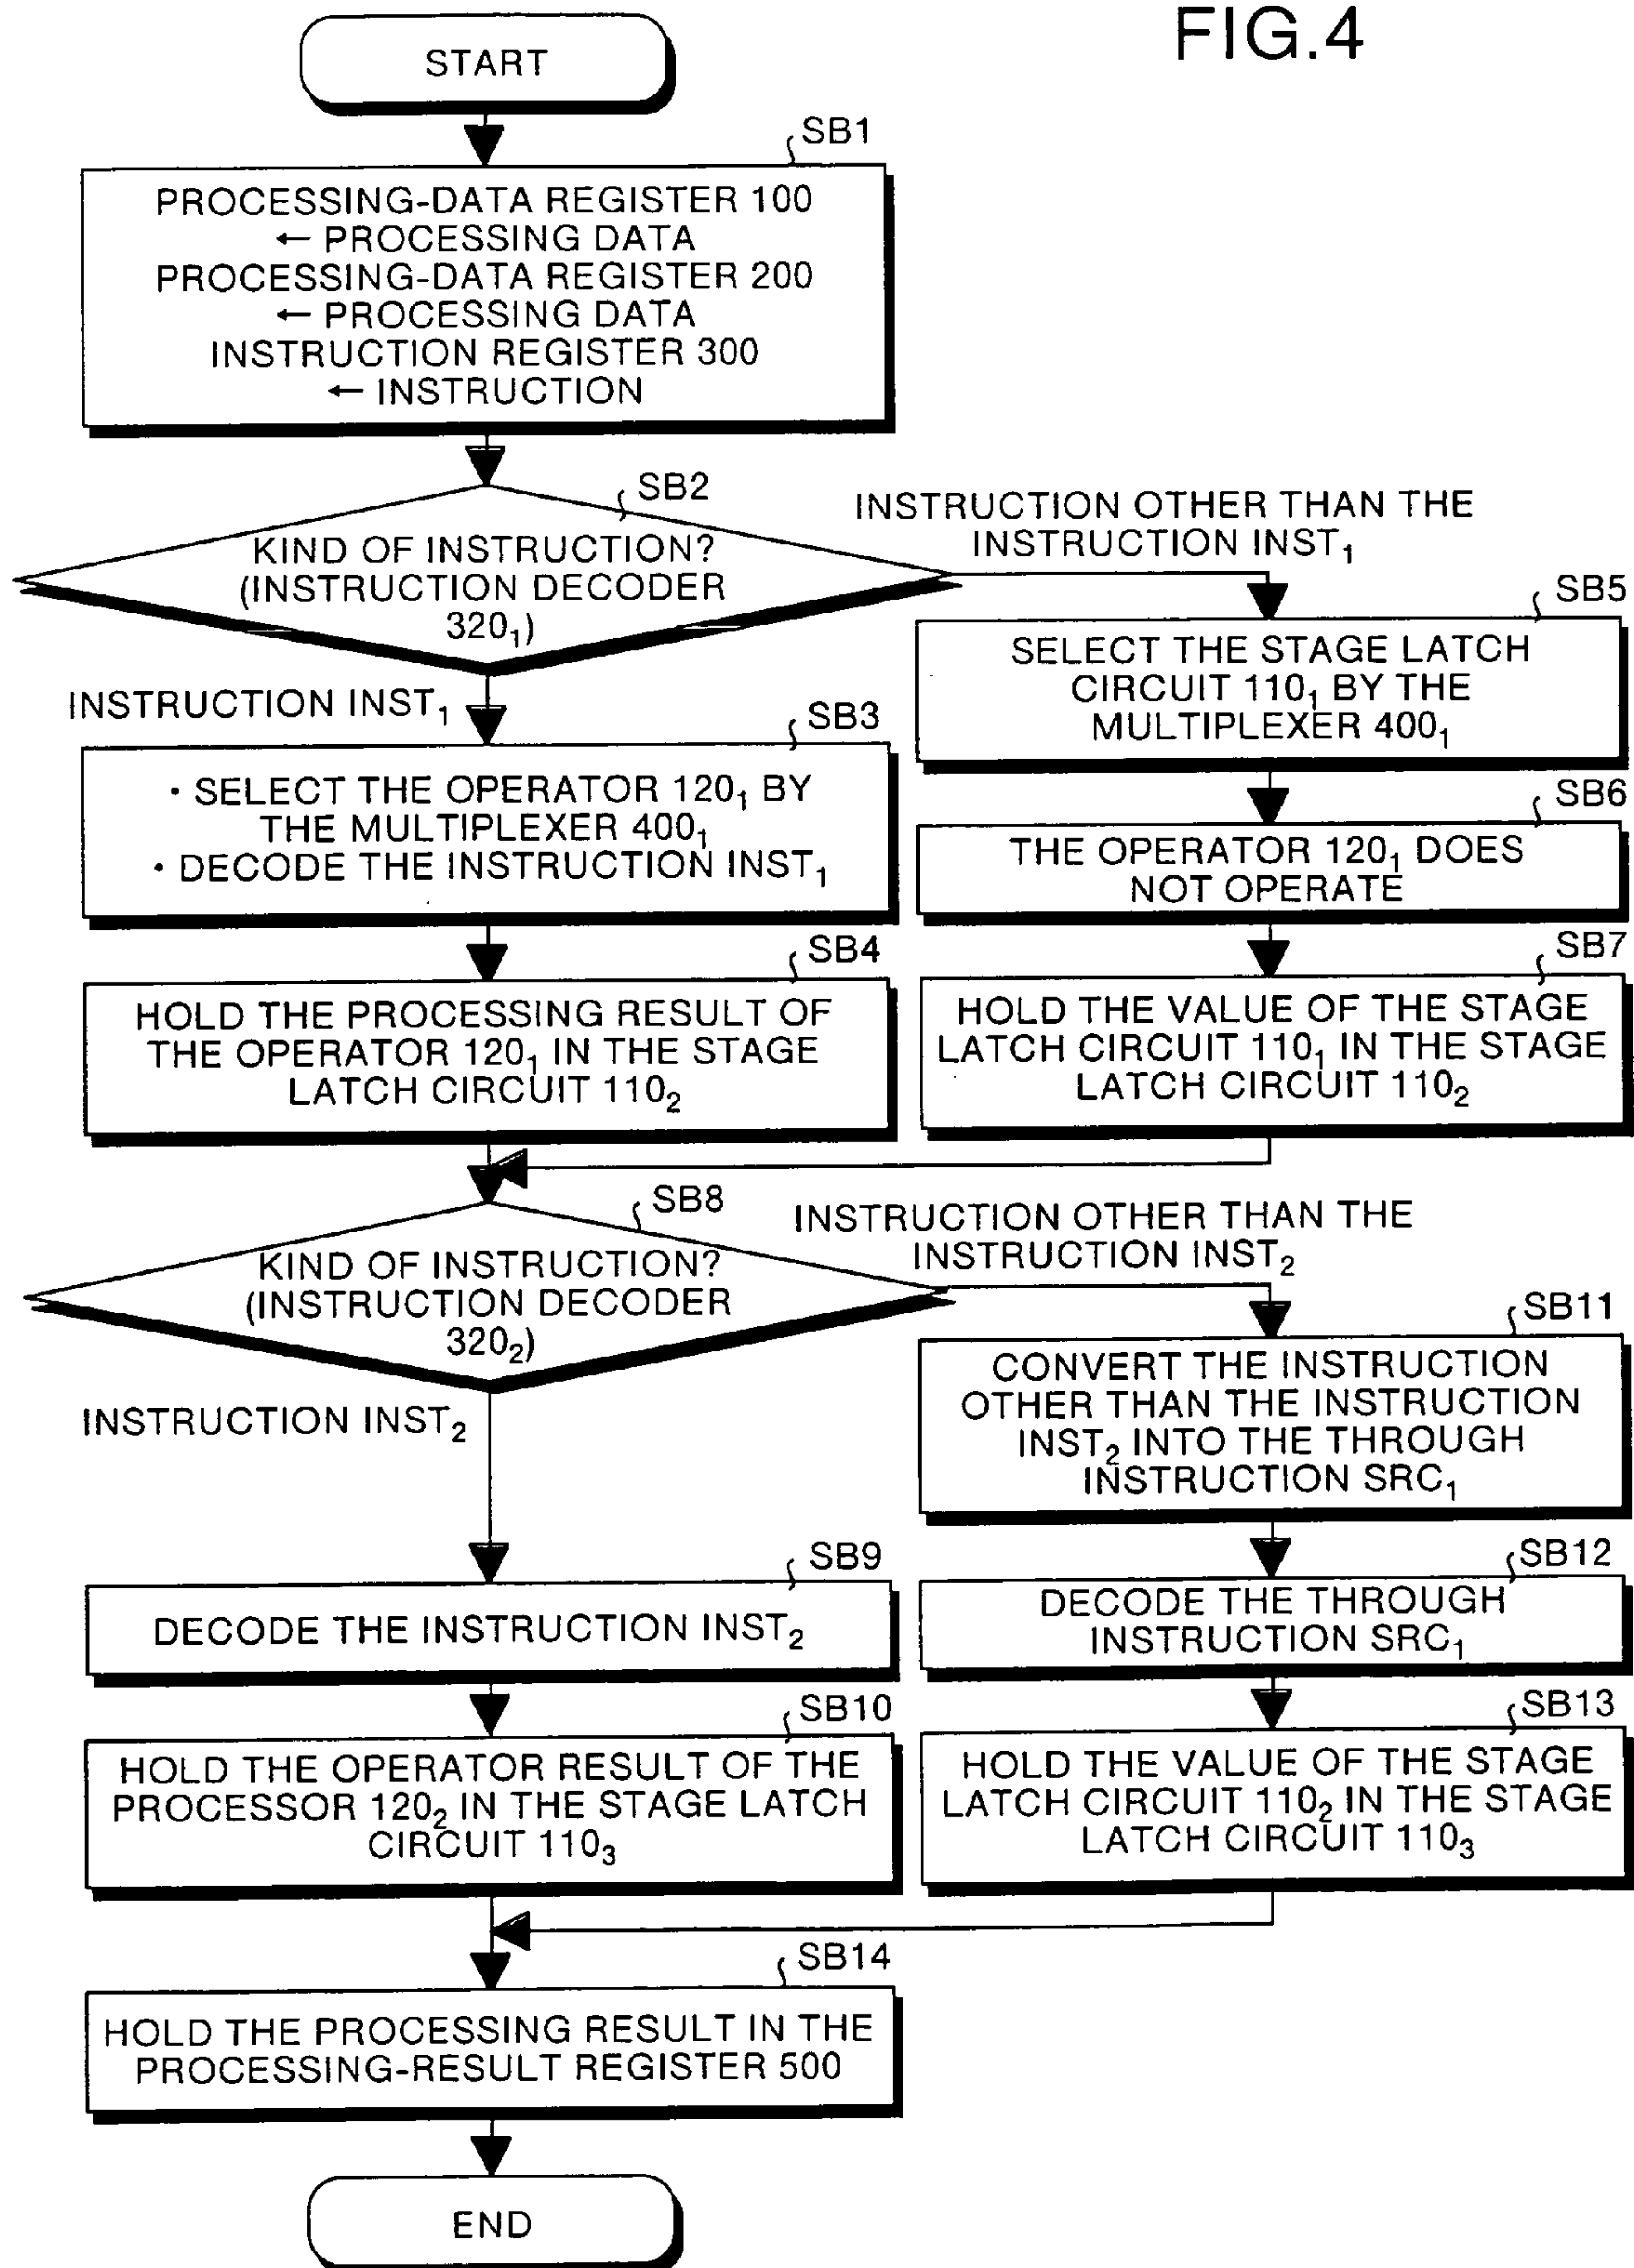 FIG.4
START
SB1
PROCESSING-DATA REGISTER 100
← PROCESSING DATA
PROCESSING-DATA REGISTER 200
← PROCESSING DATA
INSTRUCTION REGISTER 300
← INSTRUCTION
SB2
KIND OF INSTRUCTION?
(INSTRUCTION DECODER
320₁)
INSTRUCTION OTHER THAN THE
INSTRUCTION INST₁
INSTRUCTION INST₁
SB3
· SELECT THE OPERATOR 120₁ BY
THE MULTIPLEXER 400₁
· DECODE THE INSTRUCTION INST₁
SB4
HOLD THE PROCESSING RESULT OF
THE OPERATOR 120₁ IN THE STAGE
LATCH CIRCUIT 110₂
SB5
SELECT THE STAGE LATCH
CIRCUIT 110₁ BY THE
MULTIPLEXER 400₁
SB6
THE OPERATOR 120₁ DOES
NOT OPERATE
SB7
HOLD THE VALUE OF THE STAGE
LATCH CIRCUIT 110₁ IN THE STAGE
LATCH CIRCUIT 110₂
SB8
KIND OF INSTRUCTION?
(INSTRUCTION DECODER
320₂)
INSTRUCTION OTHER THAN THE
INSTRUCTION INST₂
INSTRUCTION INST₂
SB9
DECODE THE INSTRUCTION INST₂
SB10
HOLD THE OPERATOR RESULT OF THE
PROCESSOR 120₂ IN THE STAGE LATCH
CIRCUIT 110₃
SB11
CONVERT THE INSTRUCTION
OTHER THAN THE INSTRUCTION
INST₂ INTO THE THROUGH
INSTRUCTION SRC₁
SB12
DECODE THE THROUGH
INSTRUCTION SRC₁
SB13
HOLD THE VALUE OF THE STAGE
LATCH CIRCUIT 110₂ IN THE STAGE
LATCH CIRCUIT 110₃
SB14
HOLD THE PROCESSING RESULT IN THE
PROCESSING-RESULT REGISTER 500
END